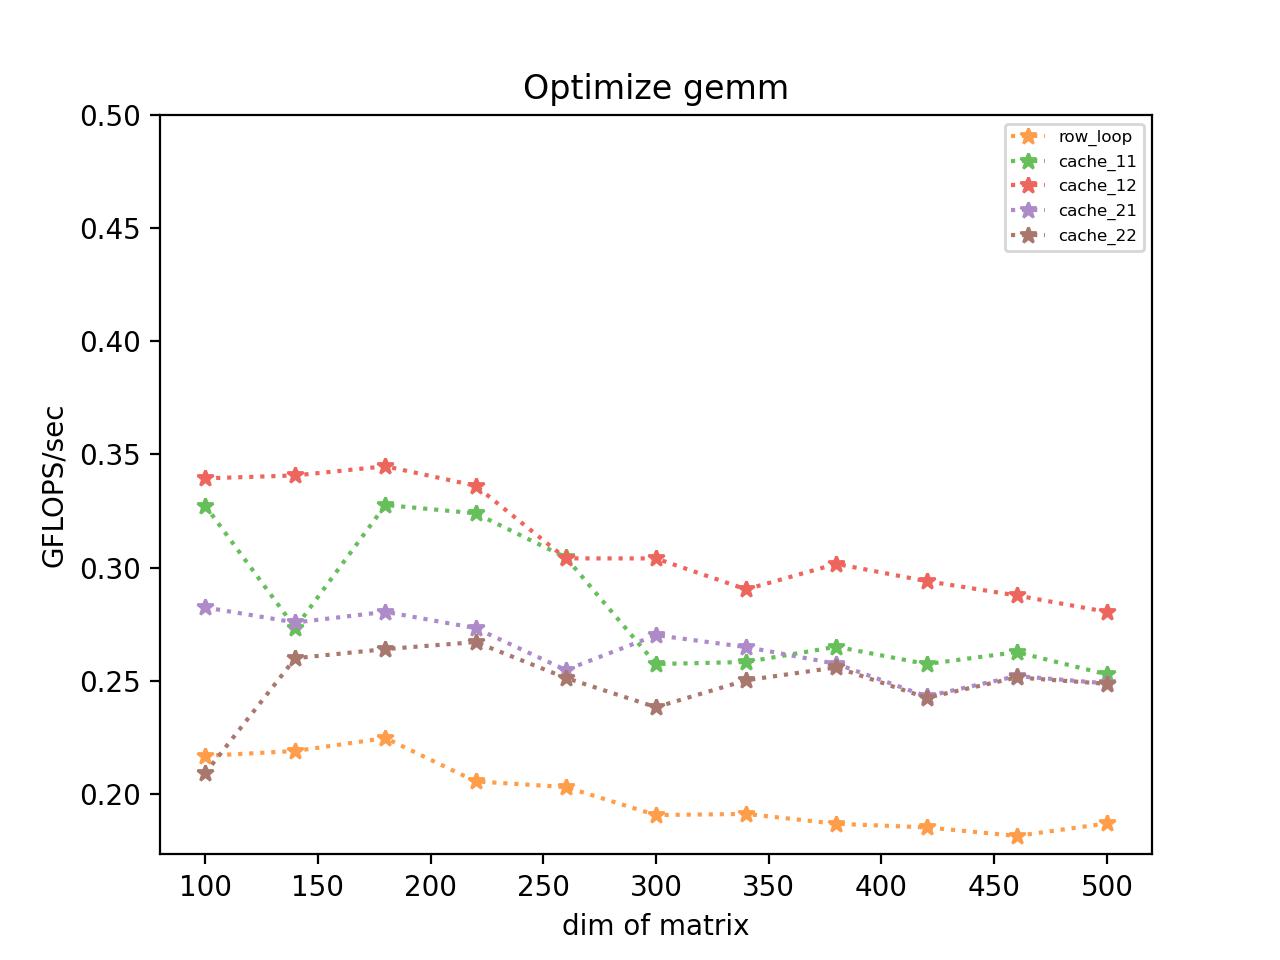 Optimize gemm
0.50
0.45
0.40
0.35
0.30
0.25
0.20
GFLOPS/sec
row_loop
cache_11
cache_12
cache_21
cache_22
100 150 200 250 300 350 400 450 500
dim of matrix